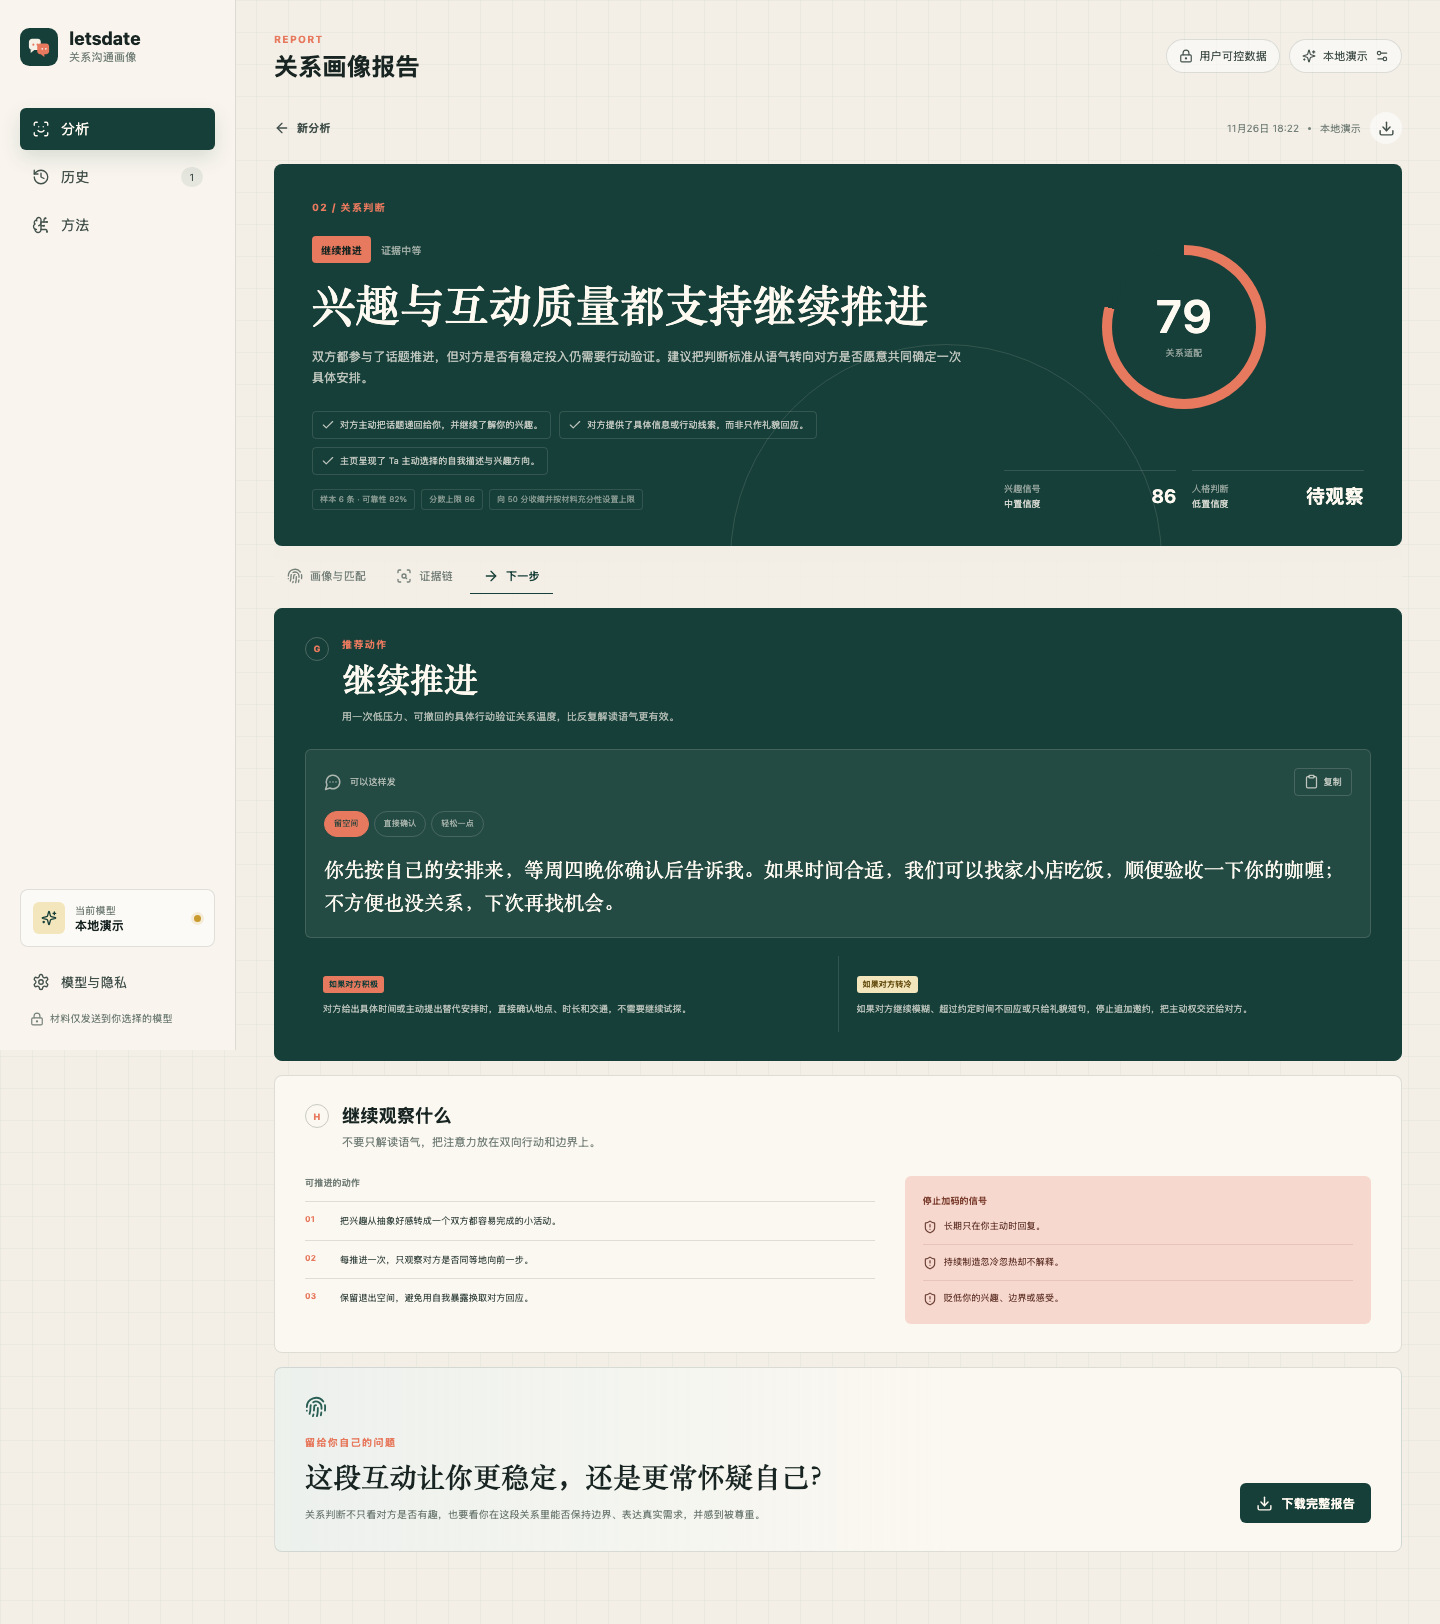 letsdate
关系沟通画像
分析
历史
1
方法
当前模型
本地演示
模型与隐私
材料仅发送到你选择的模型
REPORT
关系画像报告
用户可控数据
本地演示
新分析
11月26日 18:22 • 本地演示
02 / 关系判断
继续推进
证据中等
兴趣与互动质量都支持继续推进
双方都参与了话题推进，但对方是否有稳定投入仍需要行动验证。建议把判断标准从语气转向对方是否愿意共同确定一次
具体安排。
对方主动把话题递回给你，并继续了解你的兴趣。
对方提供了具体信息或行动线索，而非只作礼貌回应。
主页呈现了 Ta 主动选择的自我描述与兴趣方向。
样本 6 条 · 可靠性 82%
分数上限 86
向 50 分收缩并按材料充分性设置上限
79
关系适配
兴趣信号
中置信度
86
人格判断
低置信度
待观察
画像与匹配
证据链
下一步
G
推荐动作
继续推进
用一次低压力、可撤回的具体行动验证关系温度，比反复解读语气更有效。
可以这样发
复制
留空间
直接确认
轻松一点
你先按自己的安排来，等周四晚你确认后告诉我。如果时间合适，我们可以找家小店吃饭，顺便验收一下你的咖喱；
不方便也没关系，下次再找机会。
如果对方积极
对方给出具体时间或主动提出替代安排时，直接确认地点、时长和交通，不需要继续试探。
如果对方转冷
如果对方继续模糊、超过约定时间不回应或只给礼貌短句，停止追加邀约，把主动权交还给对方。
H
继续观察什么
不要只解读语气，把注意力放在双向行动和边界上。
可推进的动作
01
把兴趣从抽象好感转成一个双方都容易完成的小活动。
02
每推进一次，只观察对方是否同等地向前一步。
03
保留退出空间，避免用自我暴露换取对方回应。
停止加码的信号
长期只在你主动时回复。
持续制造忽冷忽热却不解释。
贬低你的兴趣、边界或感受。
留给你自己的问题
这段互动让你更稳定，还是更常怀疑自己？
关系判断不只看对方是否有趣，也要看你在这段关系里能否保持边界、表达真实需求，并感到被尊重。
下载完整报告